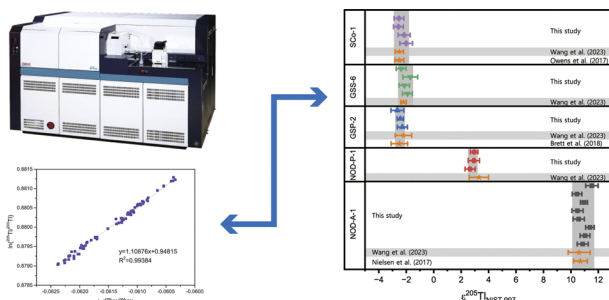 SCo-1
This study
Wang et al. (2023)
Owens et al. (2017)
GSS-6
This study
Wang et al. (2023)
GSP-2
This study
Wang et al. (2023)
Brett et al. (2018)
NOD-P-1
This study
Wang et al. (2023)
NOD-A-1
This study
Wang et al. (2023)
Nielsen et al. (2017)
-4 -2 0 2 4 6 8 10 12 14
ε²⁰⁵Tl NIST 997
0.8815
0.8810
0.8805
0.8800
0.8795
0.8790
0.8785
y=1.10876x+0.94815
R²=0.99384
-0.0625 -0.0620 -0.0615 -0.0610 -0.0605 -0.0600